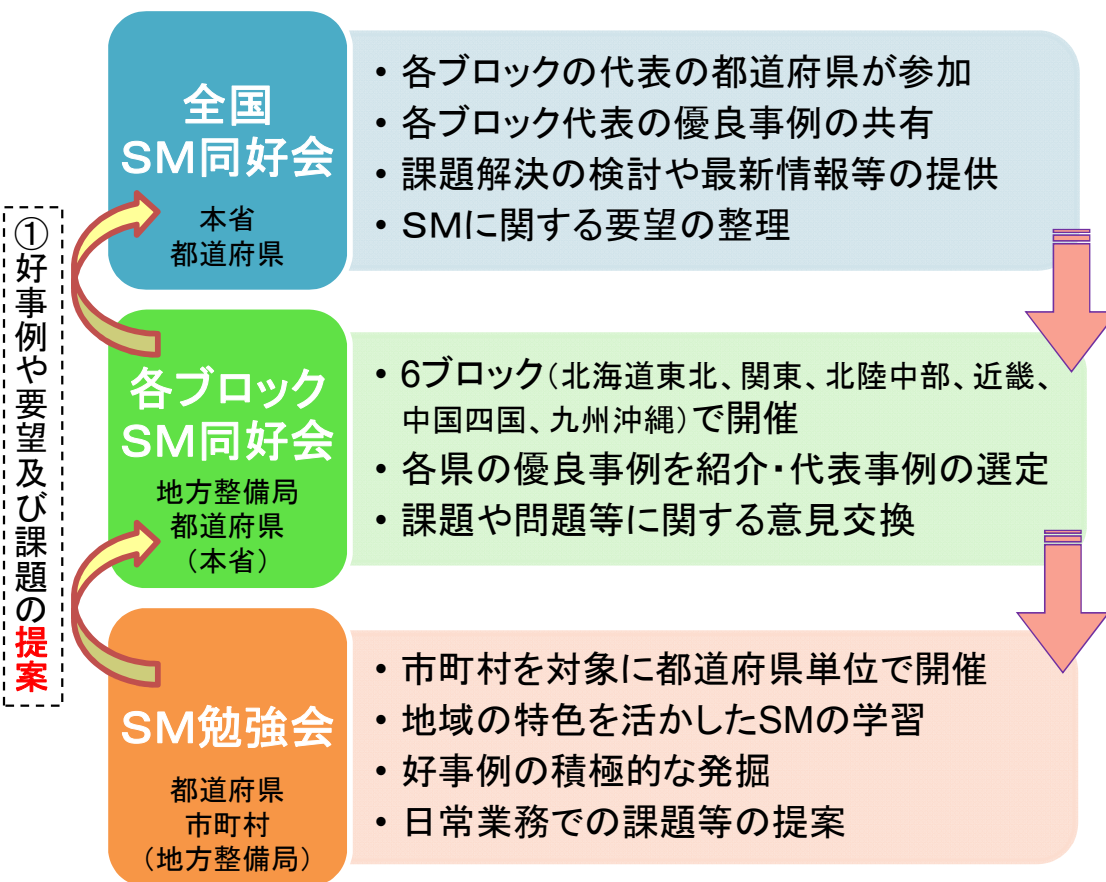 ①好事例や要望及び課題の提案
全国
SM同好会
本省
都道府県
・各ブロックの代表の都道府県が参加
・各ブロック代表の優良事例の共有
・課題解決の検討や最新情報等の提供
・SMに関する要望の整理
各ブロック
SM同好会
地方整備局
都道府県
（本省）
・6ブロック（北海道東北、関東、北陸中部、近畿、
中国四国、九州沖縄）で開催
・各県の優良事例を紹介・代表事例の選定
・課題や問題等に関する意見交換
SM勉強会
都道府県
市町村
（地方整備局）
・市町村を対象に都道府県単位で開催
・地域の特色を活かしたSMの学習
・好事例の積極的な発掘
・日常業務での課題等の提案